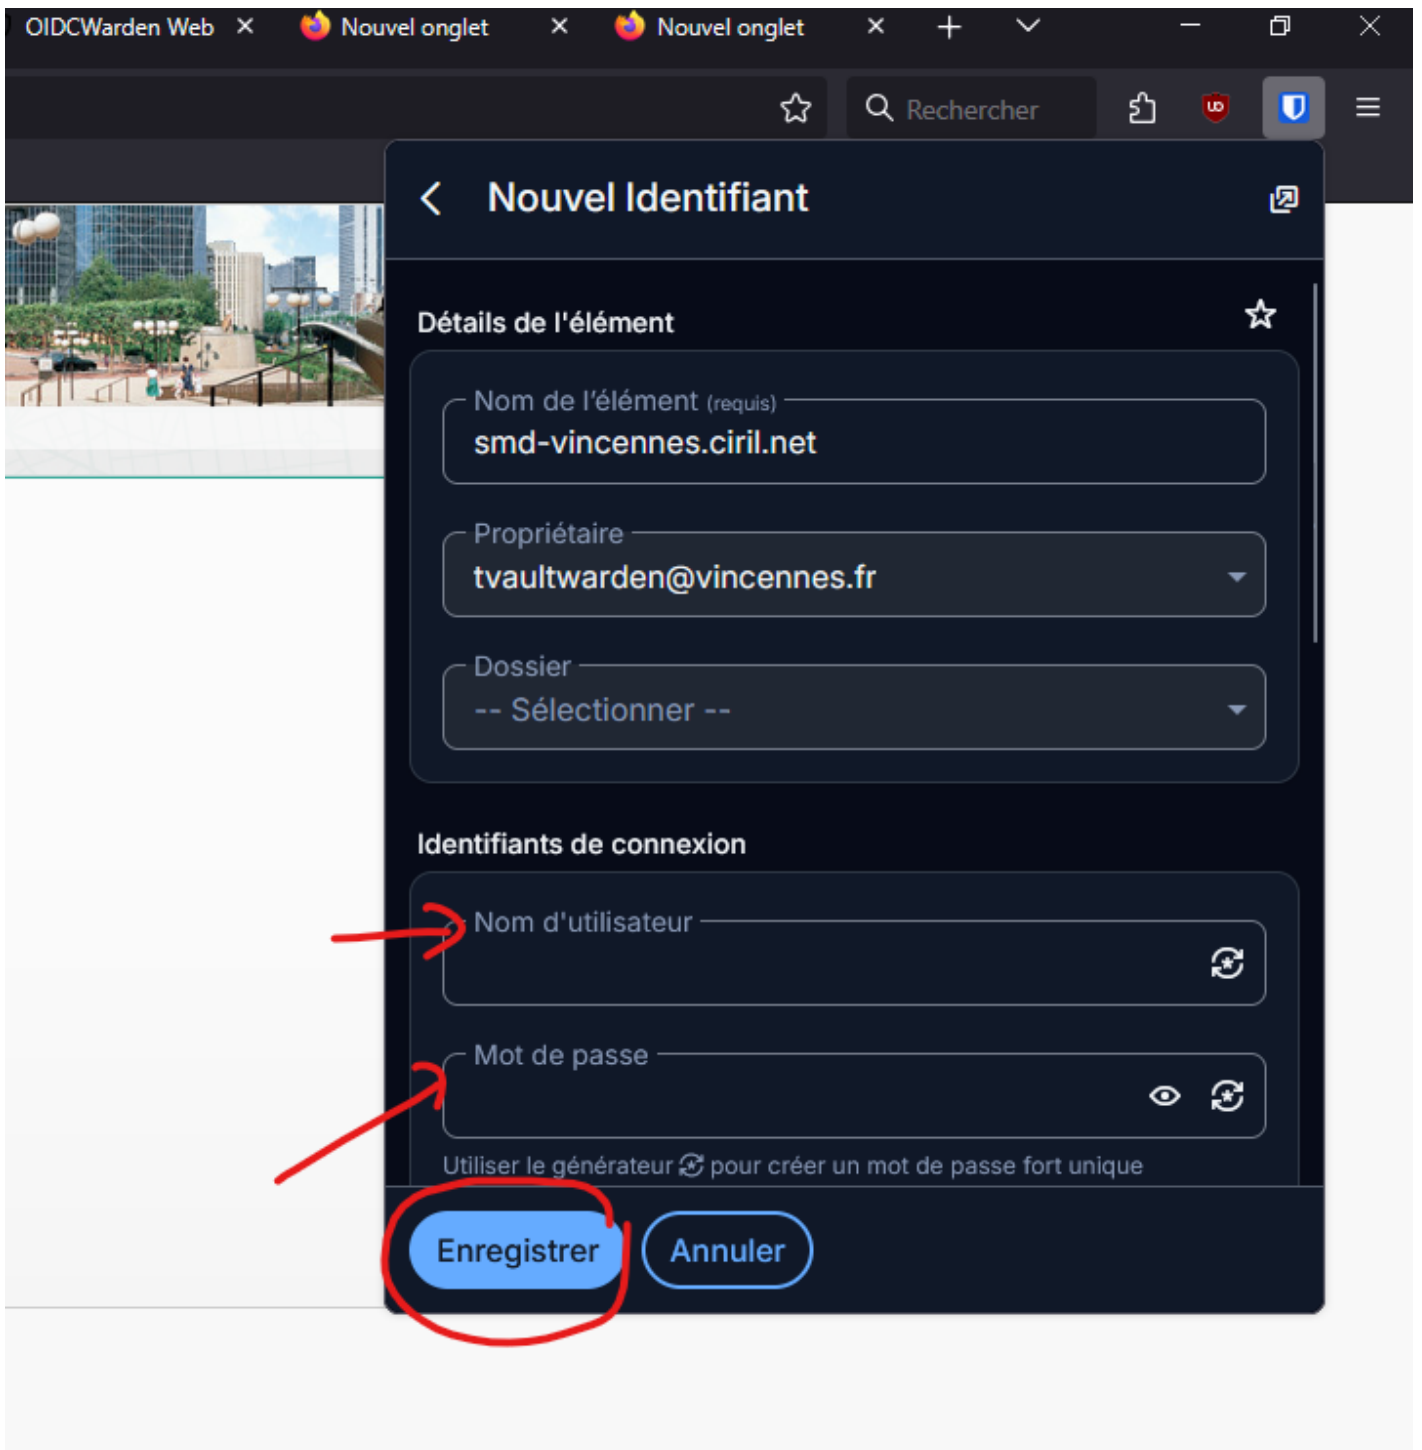 OIDCWarden Web
Nouvel onglet
Nouvel onglet
Rechercher
Nouvel Identifiant
Détails de l'élément
Nom de l’élément (requis)
smd-vincennes.ciril.net
Propriétaire
tvaultwarden@vincennes.fr
Dossier
-- Sélectionner --
Identifiants de connexion
Nom d'utilisateur
Mot de passe
Utiliser le générateur pour créer un mot de passe fort unique
Enregistrer
Annuler